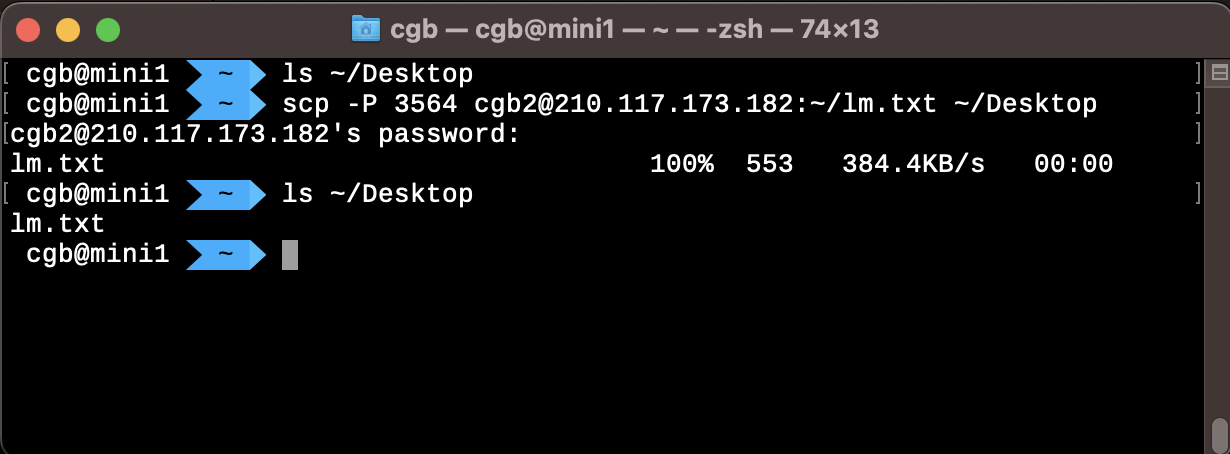 cgb — cgb@mini1 — ~ — -zsh — 74×13
[ cgb@mini1 ~ ls ~/Desktop ]
[ cgb@mini1 ~ scp -P 3564 cgb2@210.117.173.182:~/lm.txt ~/Desktop ]
[cgb2@210.117.173.182's password: ]
lm.txt 100% 553 384.4KB/s 00:00
[ cgb@mini1 ~ ls ~/Desktop ]
lm.txt
cgb@mini1 ~